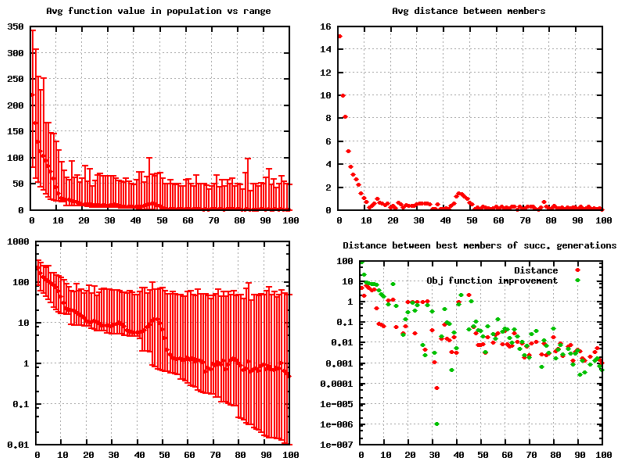 Avg function value in population vs range
350
300
250
200
150
100
50
0
0 10 20 30 40 50 60 70 80 90 100
Avg distance between members
16
14
12
10
8
6
4
2
0
0 10 20 30 40 50 60 70 80 90 100
1000
100
10
1
0,1
0,01
0 10 20 30 40 50 60 70 80 90 100
Distance between best members of succ. generations
Distance
Obj function improvement
100
10
1
0,1
0,01
0,001
0,0001
1e-005
1e-006
1e-007
0 10 20 30 40 50 60 70 80 90 100